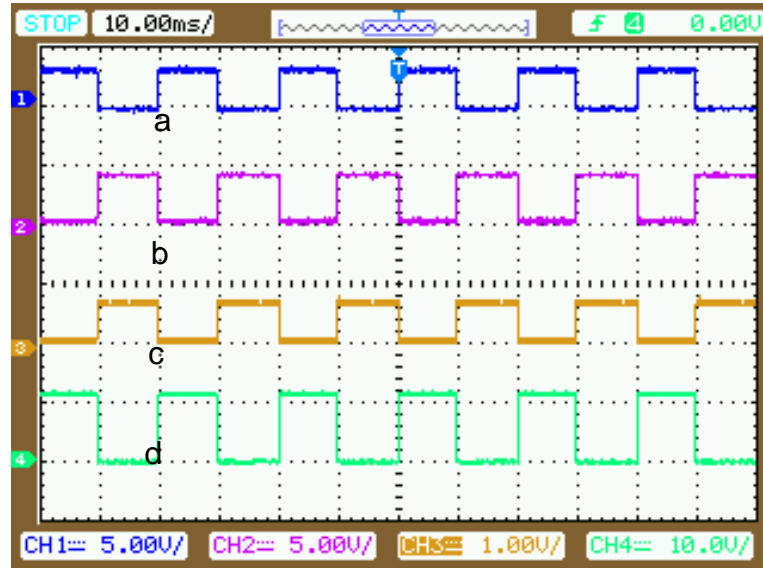 STOP 10.00ms/ T 4 0.00V
T
1
a
2
b
3
c
4
d
CH1 5.00V/ CH2 5.00V/ CH3 1.00V/ CH4 10.0V/